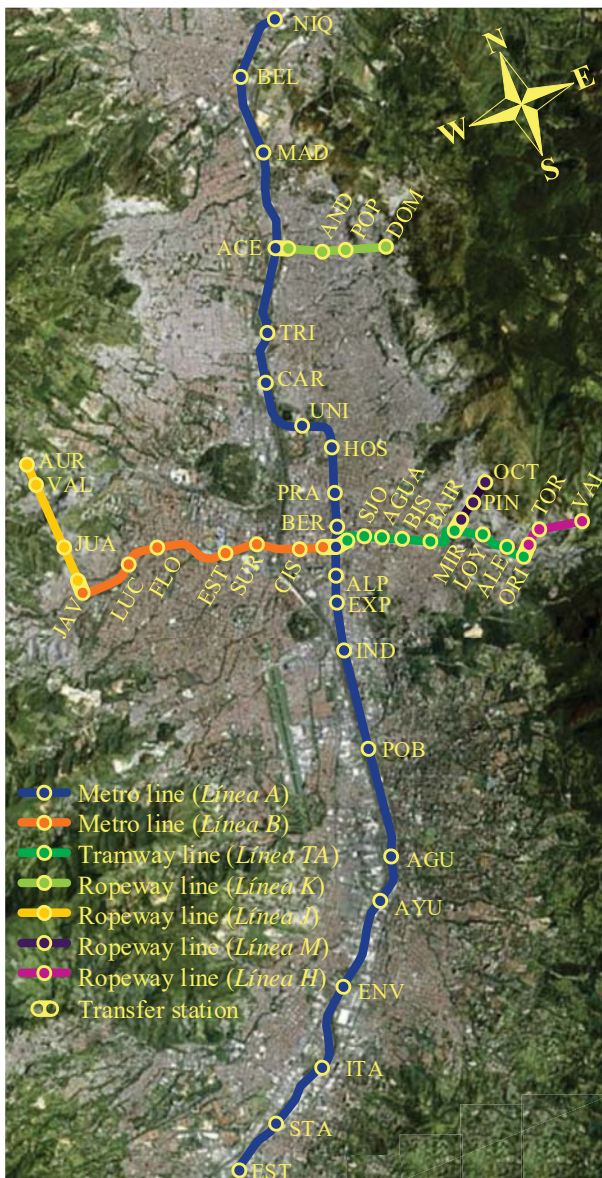 NIQ
N
BEL
E
W
MAD
S
AND
POP
DOM
ACE
TRI
CAR
UNI
HOS
AUR
VAL
PRA
OCT
PIN
TOR
VAL
BER
SJO
AGUA
BIS
BAIR
JUA
MIR
LOY
ALE
ORI
JAV
LUC
FLO
EST
SUR
CIS
ALP
EXP
IND
POB
Metro line (Línea A)
Metro line (Línea B)
Tramway line (Línea TA)
Ropeway line (Línea K)
Ropeway line (Línea J)
Ropeway line (Línea M)
Ropeway line (Línea H)
Transfer station
AGU
AYU
ENV
ITA
STA
EST